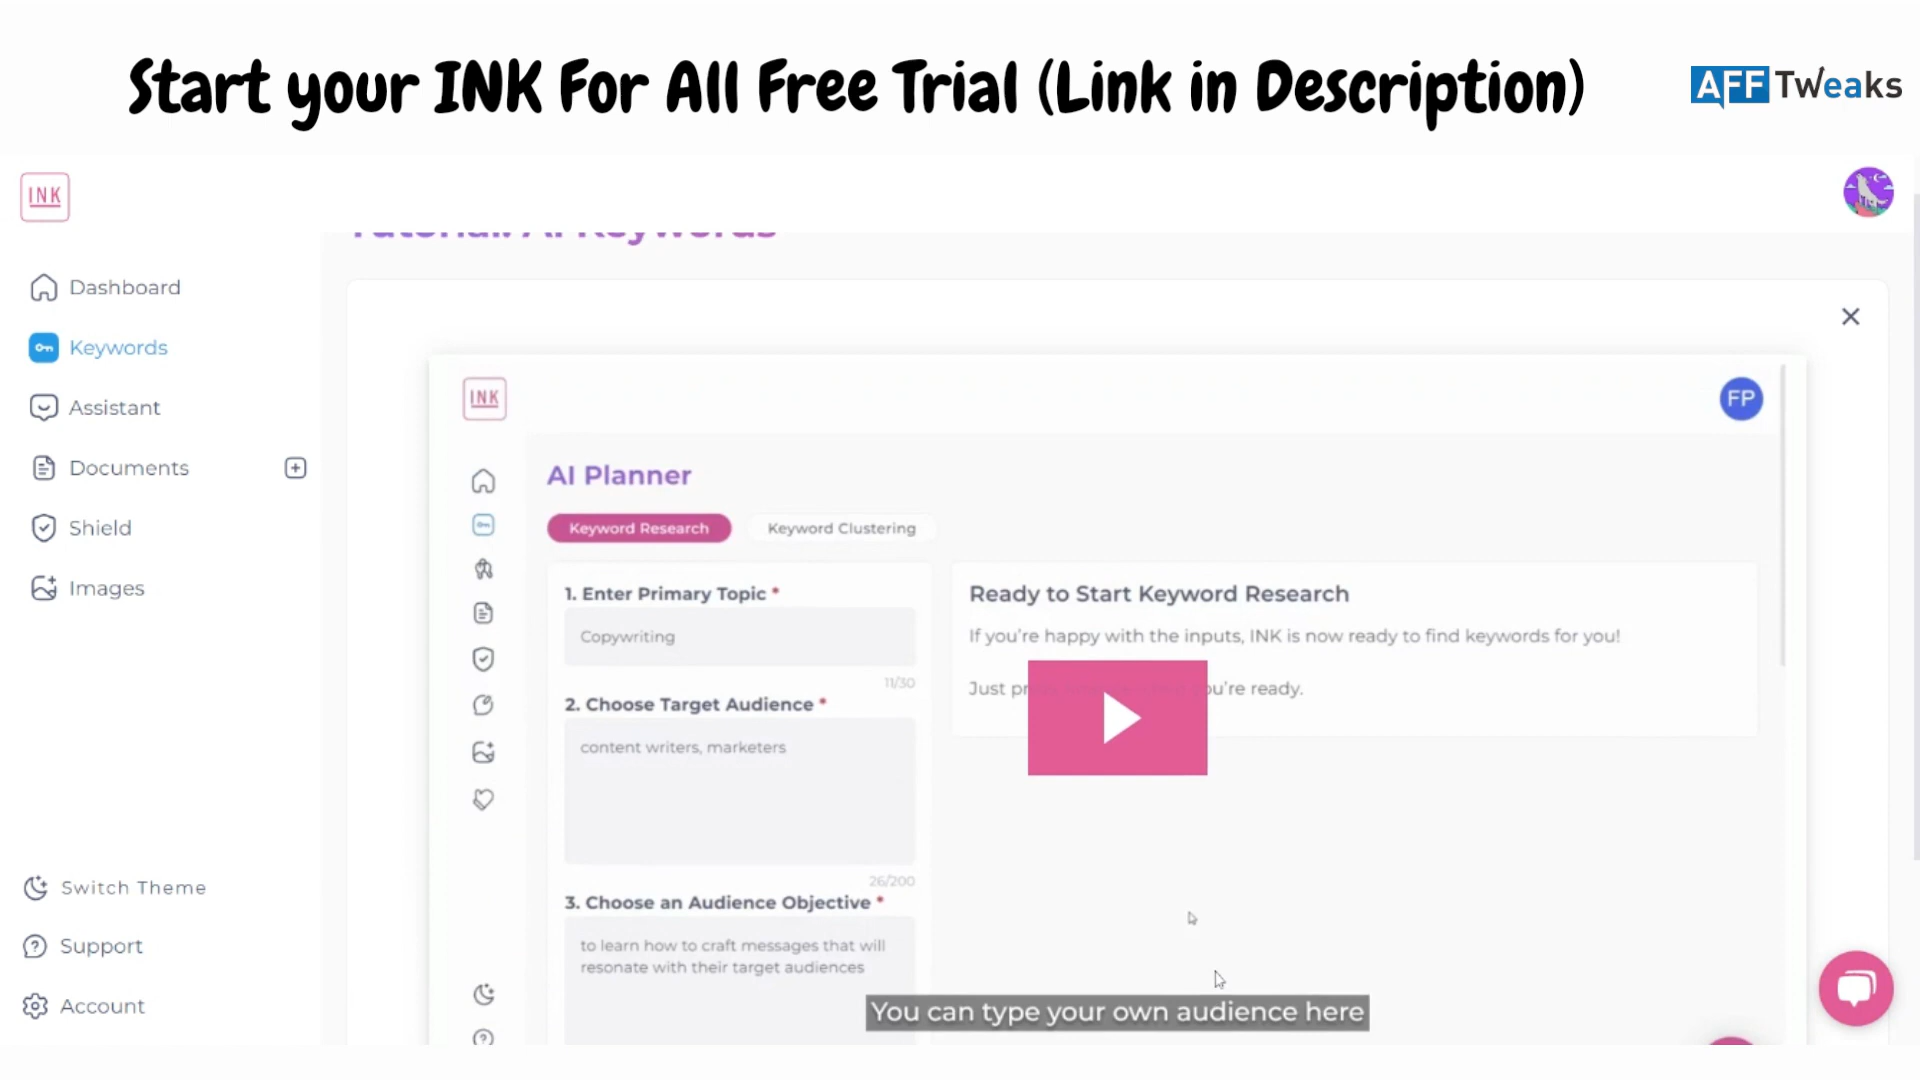 Start your INK For All Free Trial (Link in Description)
AFF Tweaks
INK
Tutorial: AI Keywords
Dashboard
Keywords
Assistant
Documents
Shield
Images
Switch Theme
Support
Account
INK
FP
AI Planner
Keyword Research
Keyword Clustering
1. Enter Primary Topic *
Copywriting
11/30
2. Choose Target Audience *
content writers, marketers
26/200
3. Choose an Audience Objective *
to learn how to craft messages that will
resonate with their target audiences
Ready to Start Keyword Research
If you're happy with the inputs, INK is now ready to find keywords for you!
Just you're ready.
You can type your own audience here